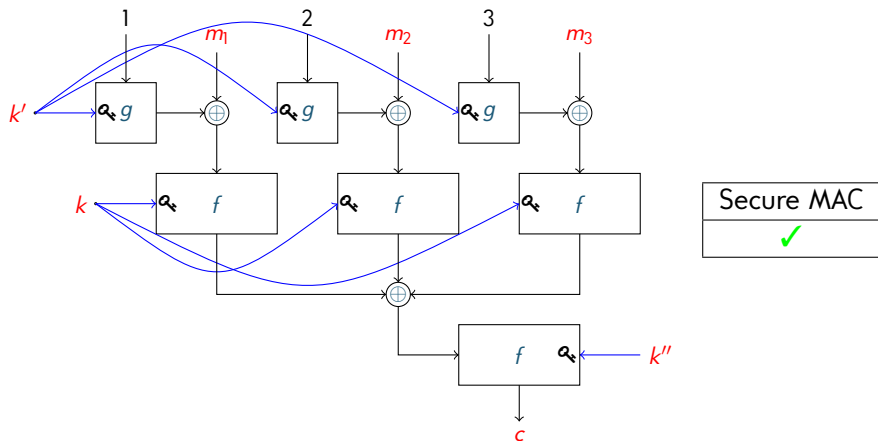 1 2 3
m₁ m₂ m₃
k′ g g g
k f f f
Secure MAC
✓
f k″
c